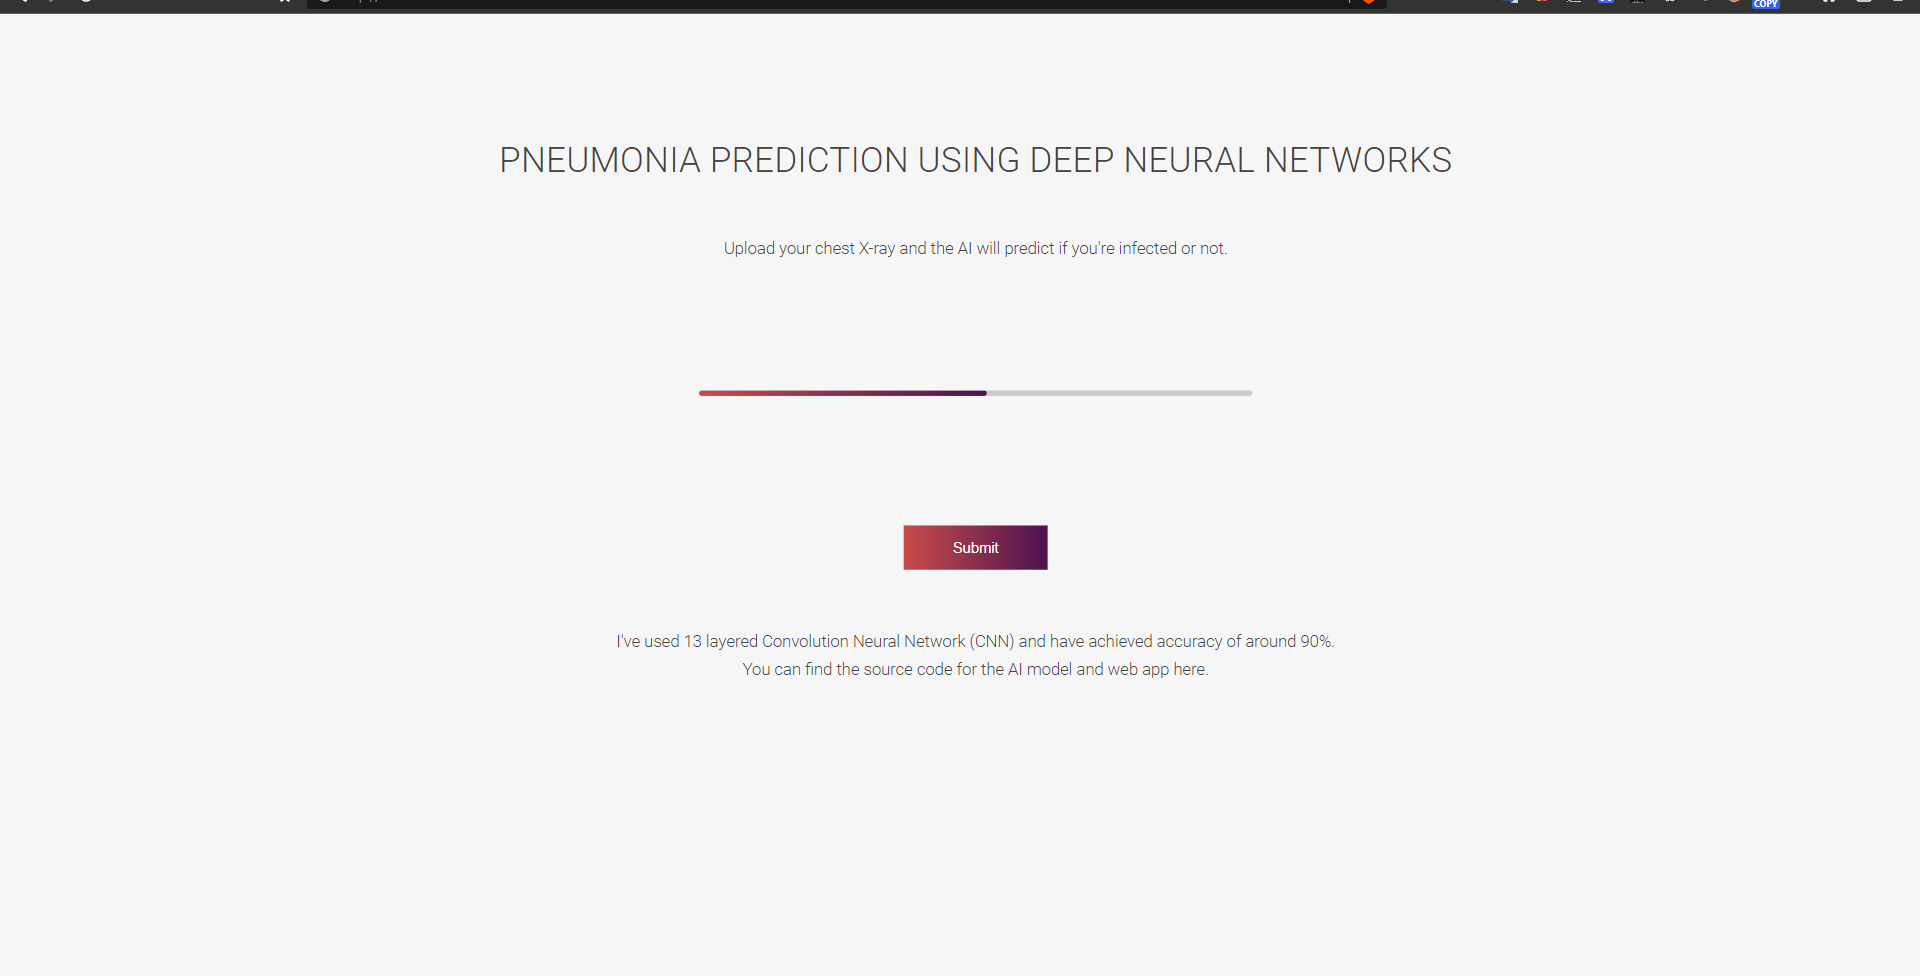 COPY
PNEUMONIA PREDICTION USING DEEP NEURAL NETWORKS
Upload your chest X-ray and the AI will predict if you're infected or not.
Submit
I've used 13 layered Convolution Neural Network (CNN) and have achieved accuracy of around 90%.
You can find the source code for the AI model and web app here.